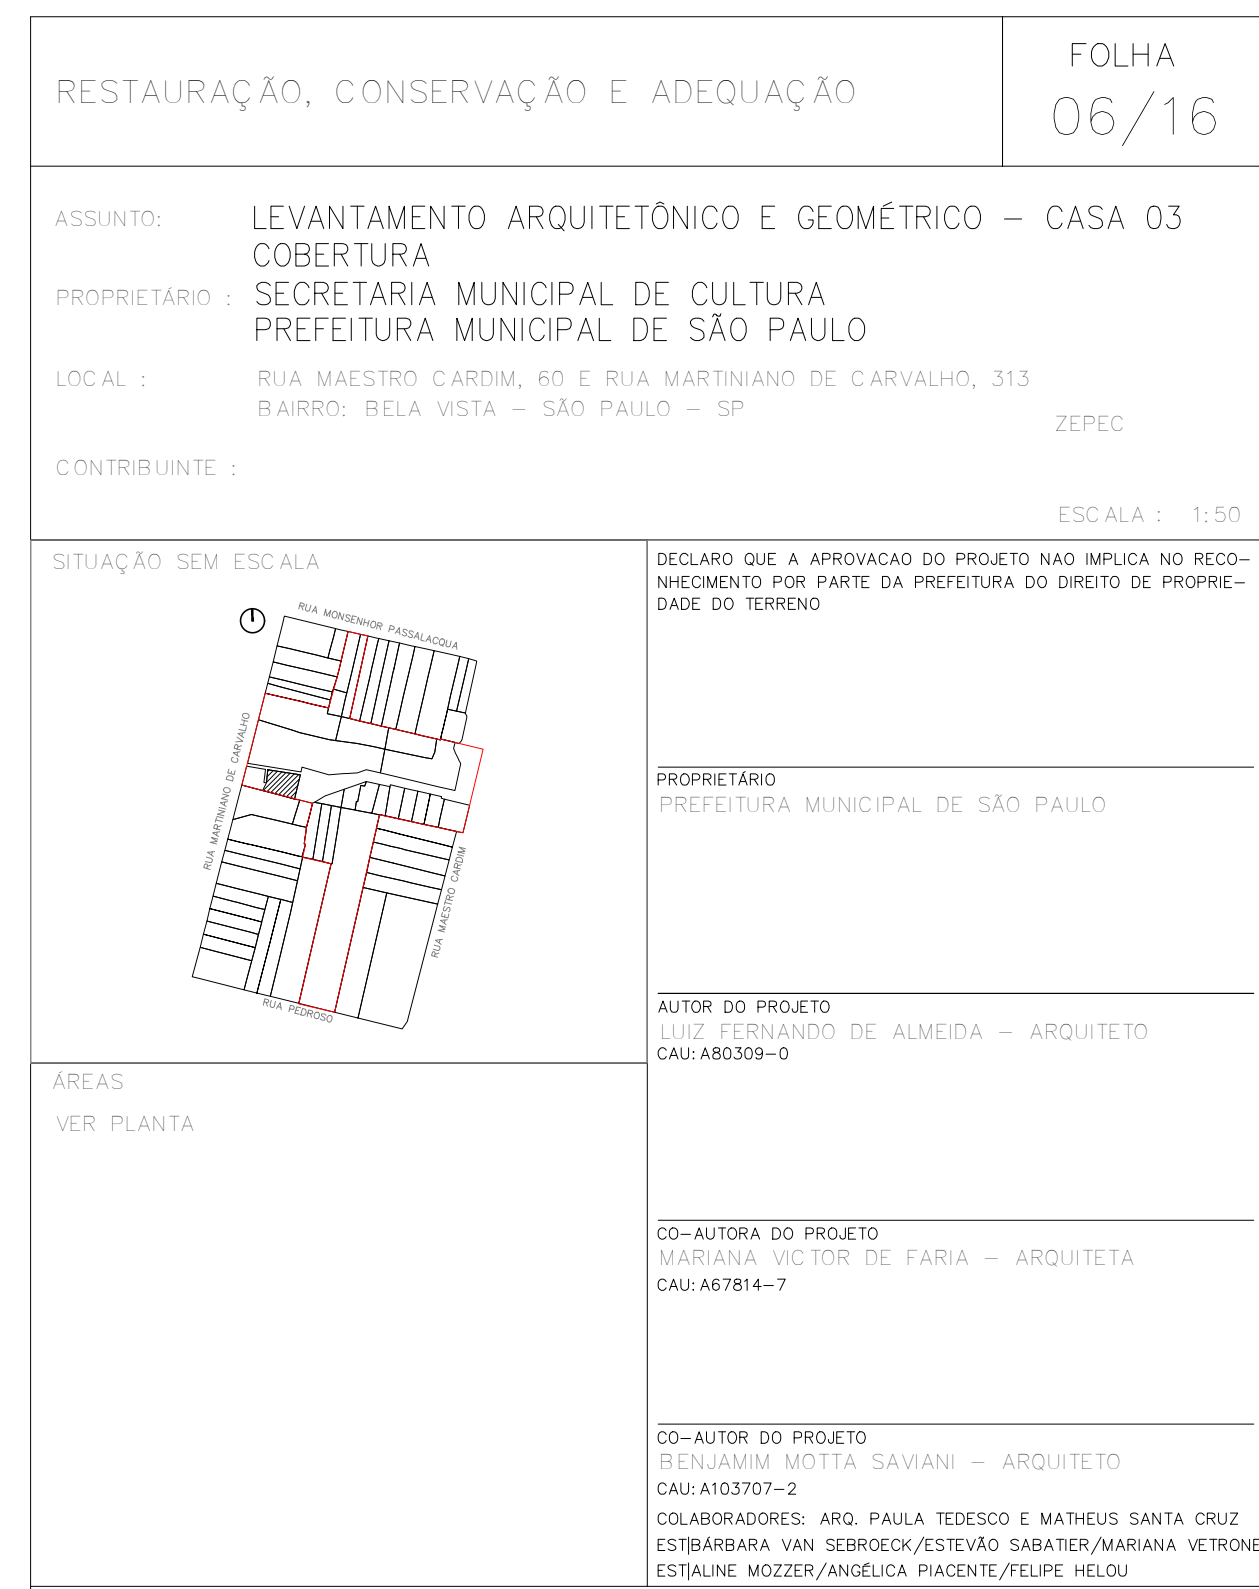 RESTAURAÇÃO, CONSERVAÇÃO E ADEQUAÇÃO
FOLHA
06/16
ASSUNTO: LEVANTAMENTO ARQUITETÔNICO E GEOMÉTRICO – CASA 03
COBERTURA
PROPRIETÁRIO : SECRETARIA MUNICIPAL DE CULTURA
PREFEITURA MUNICIPAL DE SÃO PAULO
LOCAL : RUA MAESTRO CARDIM, 60 E RUA MARTINIANO DE CARVALHO, 313
BAIRRO: BELA VISTA – SÃO PAULO – SP
ZEPEC
CONTRIBUINTE :
ESCALA : 1:50
SITUAÇÃO SEM ESCALA
RUA MONSENHOR PASSALACQUA
RUA MARTINIANO DE CARVALHO
RUA MAESTRO CARDIM
RUA PEDROSO
ÁREAS
VER PLANTA
DECLARO QUE A APROVACAO DO PROJETO NAO IMPLICA NO RECO–
NHECIMENTO POR PARTE DA PREFEITURA DO DIREITO DE PROPRIE–
DADE DO TERRENO
PROPRIETÁRIO
PREFEITURA MUNICIPAL DE SÃO PAULO
AUTOR DO PROJETO
LUIZ FERNANDO DE ALMEIDA – ARQUITETO
CAU: A80309–0
CO–AUTORA DO PROJETO
MARIANA VICTOR DE FARIA – ARQUITETA
CAU: A67814–7
CO–AUTOR DO PROJETO
BENJAMIM MOTTA SAVIANI – ARQUITETO
CAU: A103707–2
COLABORADORES: ARQ. PAULA TEDESCO E MATHEUS SANTA CRUZ
EST|BÁRBARA VAN SEBROECK/ESTEVÃO SABATIER/MARIANA VETRONE
EST|ALINE MOZZER/ANGÉLICA PIACENTE/FELIPE HELOU